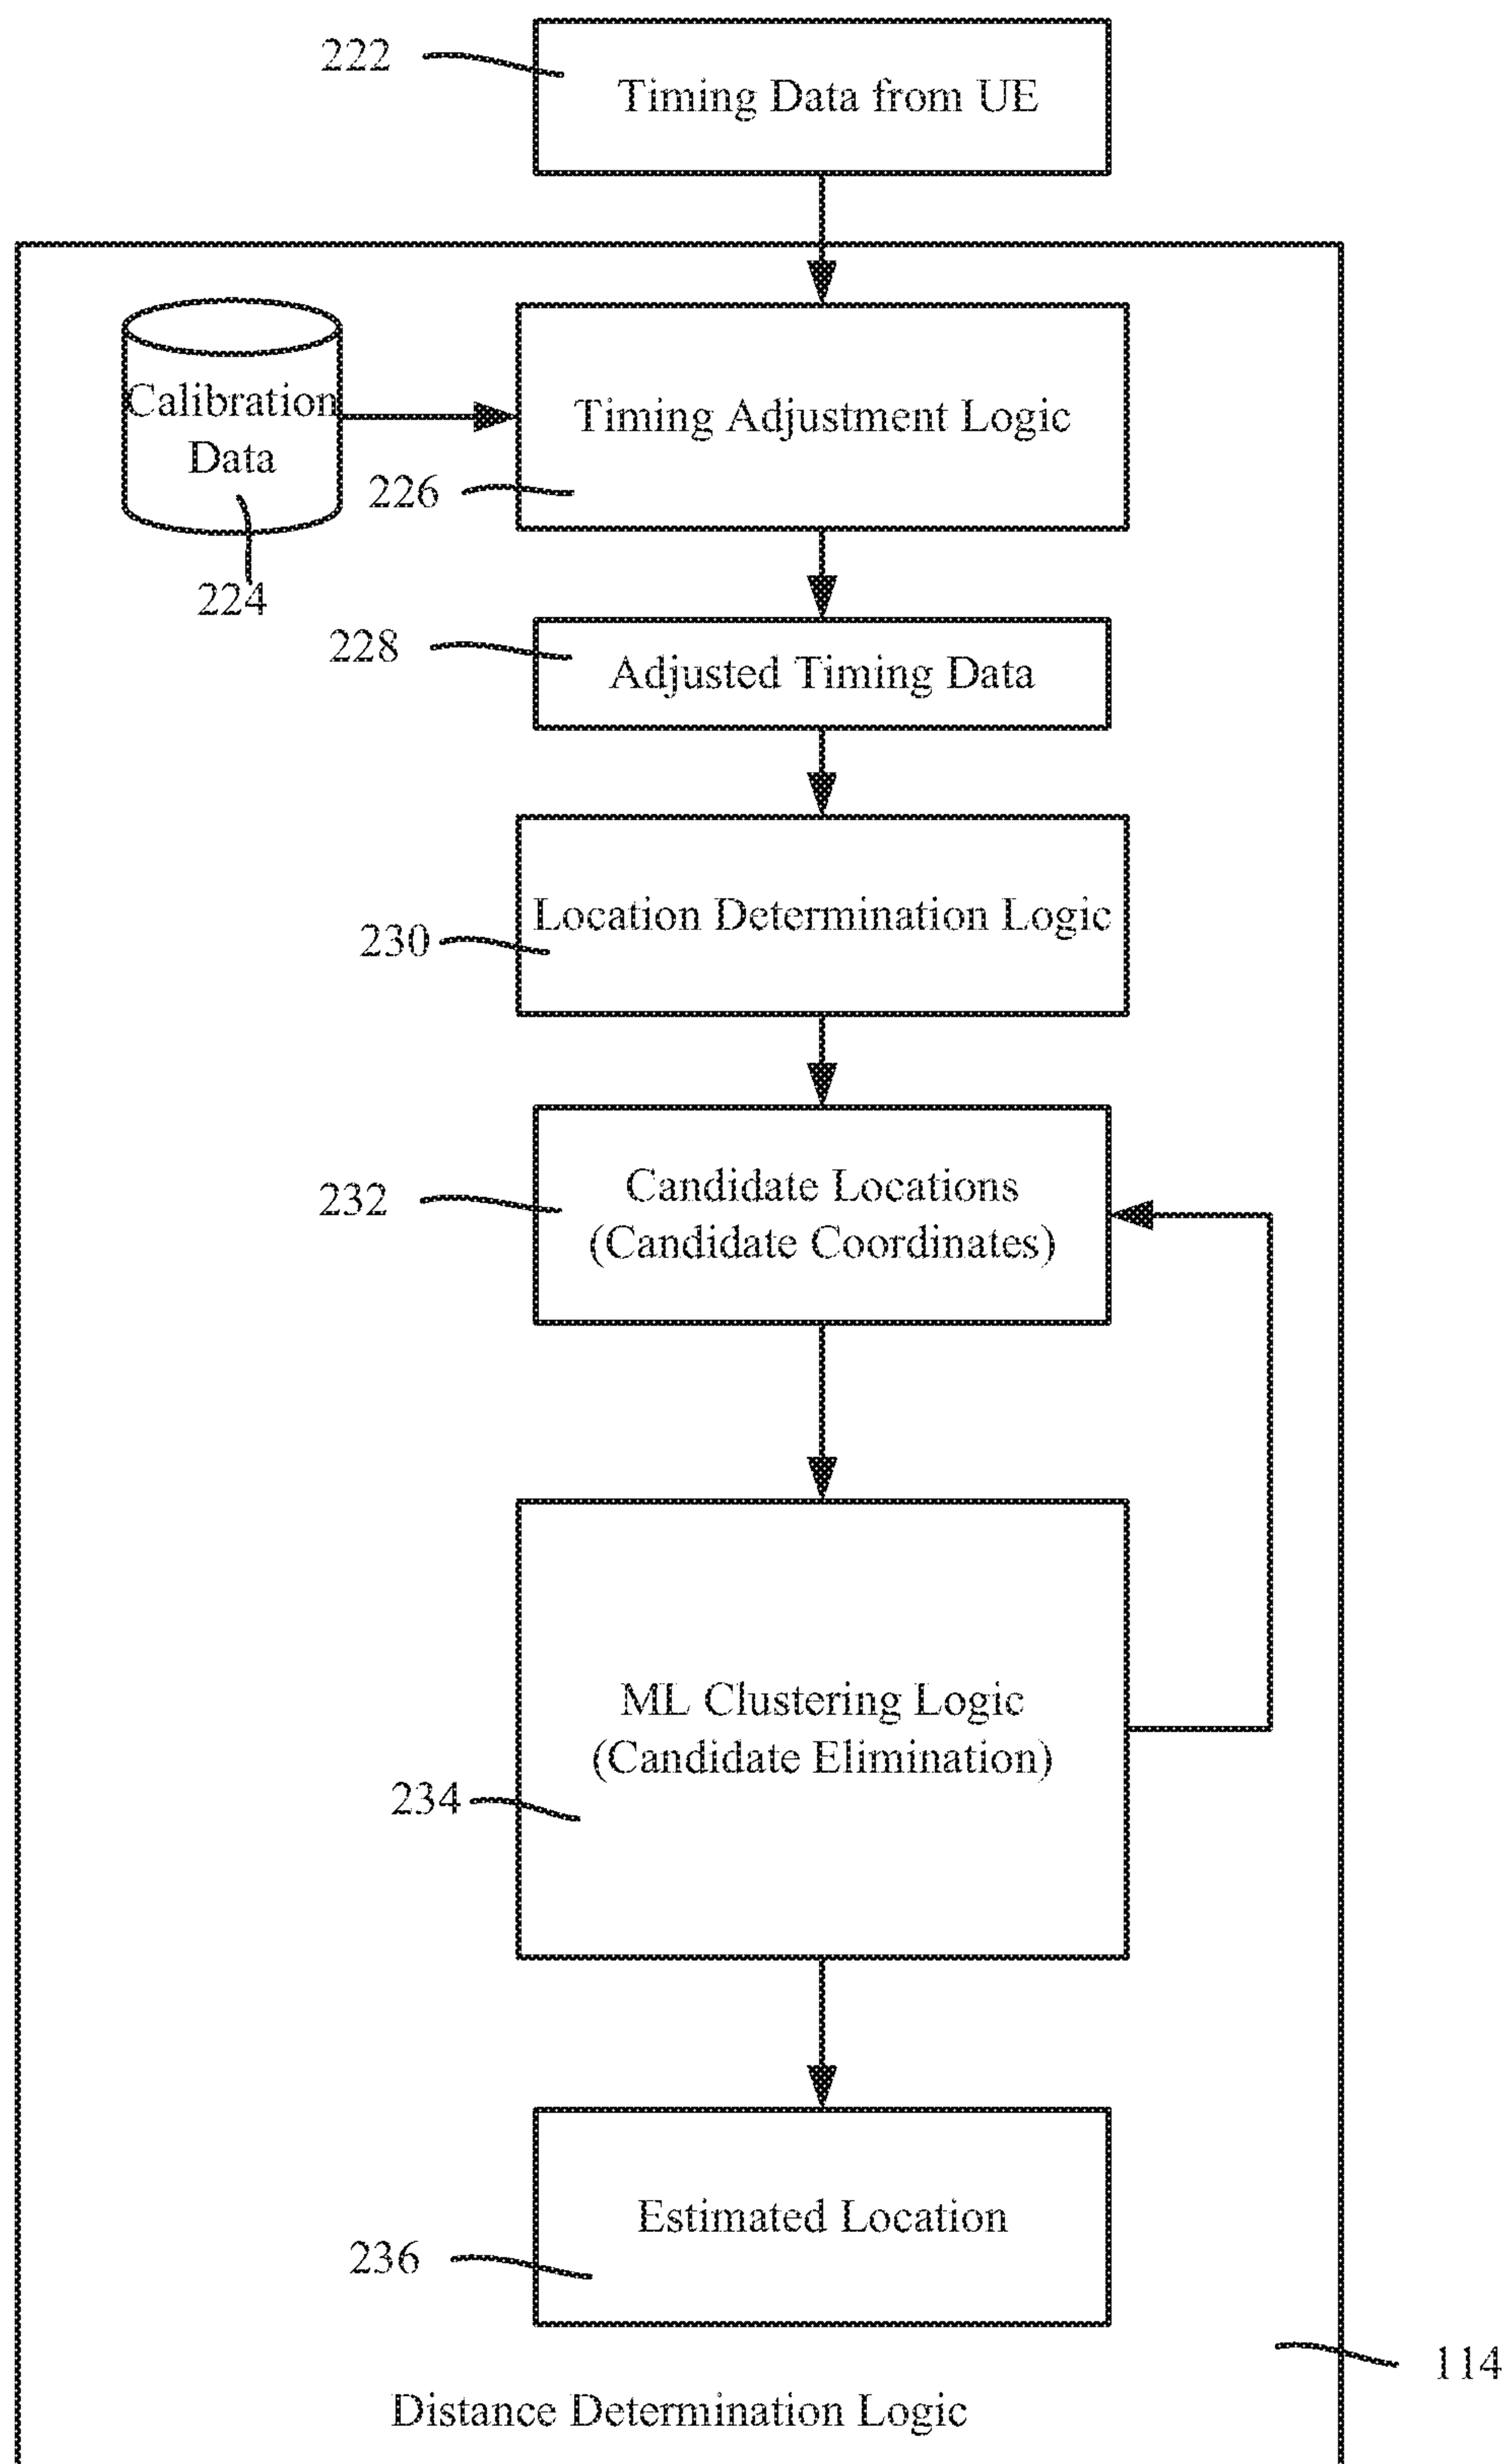 222
Timing Data from UE
Calibration
Data
Timing Adjustment Logic
226
224
228
Adjusted Timing Data
Location Determination Logic
230
232
Candidate Locations
(Candidate Coordinates)
ML Clustering Logic
(Candidate Elimination)
234
Estimated Location
236
114
Distance Determination Logic